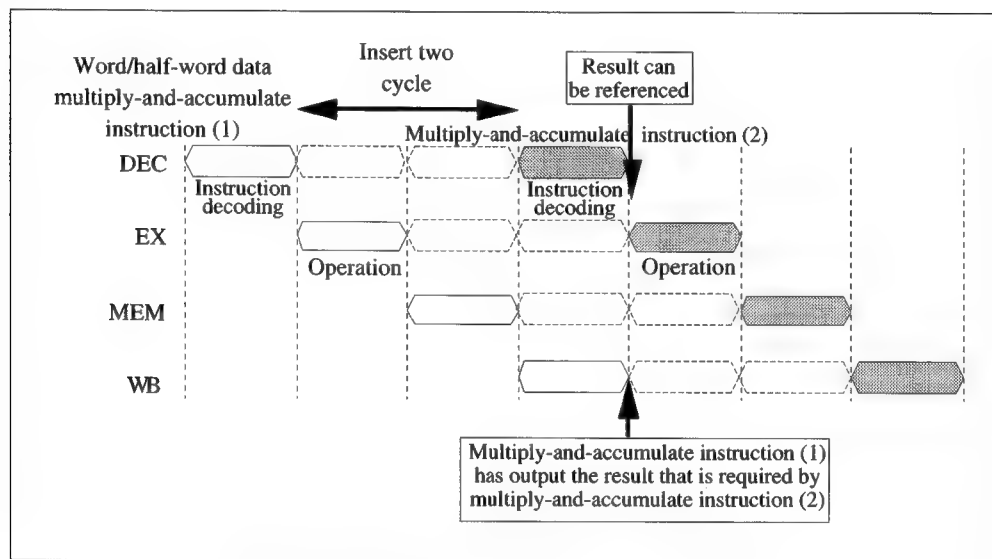 Word/half-word data
multiply-and-accumulate
instruction (1)
Insert two
cycle
Result can
be referenced
Multiply-and-accumulate instruction (2)
DEC
Instruction
decoding
Instruction
decoding
EX
Operation
Operation
MEM
WB
Multiply-and-accumulate instruction (1)
has output the result that is required by
multiply-and-accumulate instruction (2)